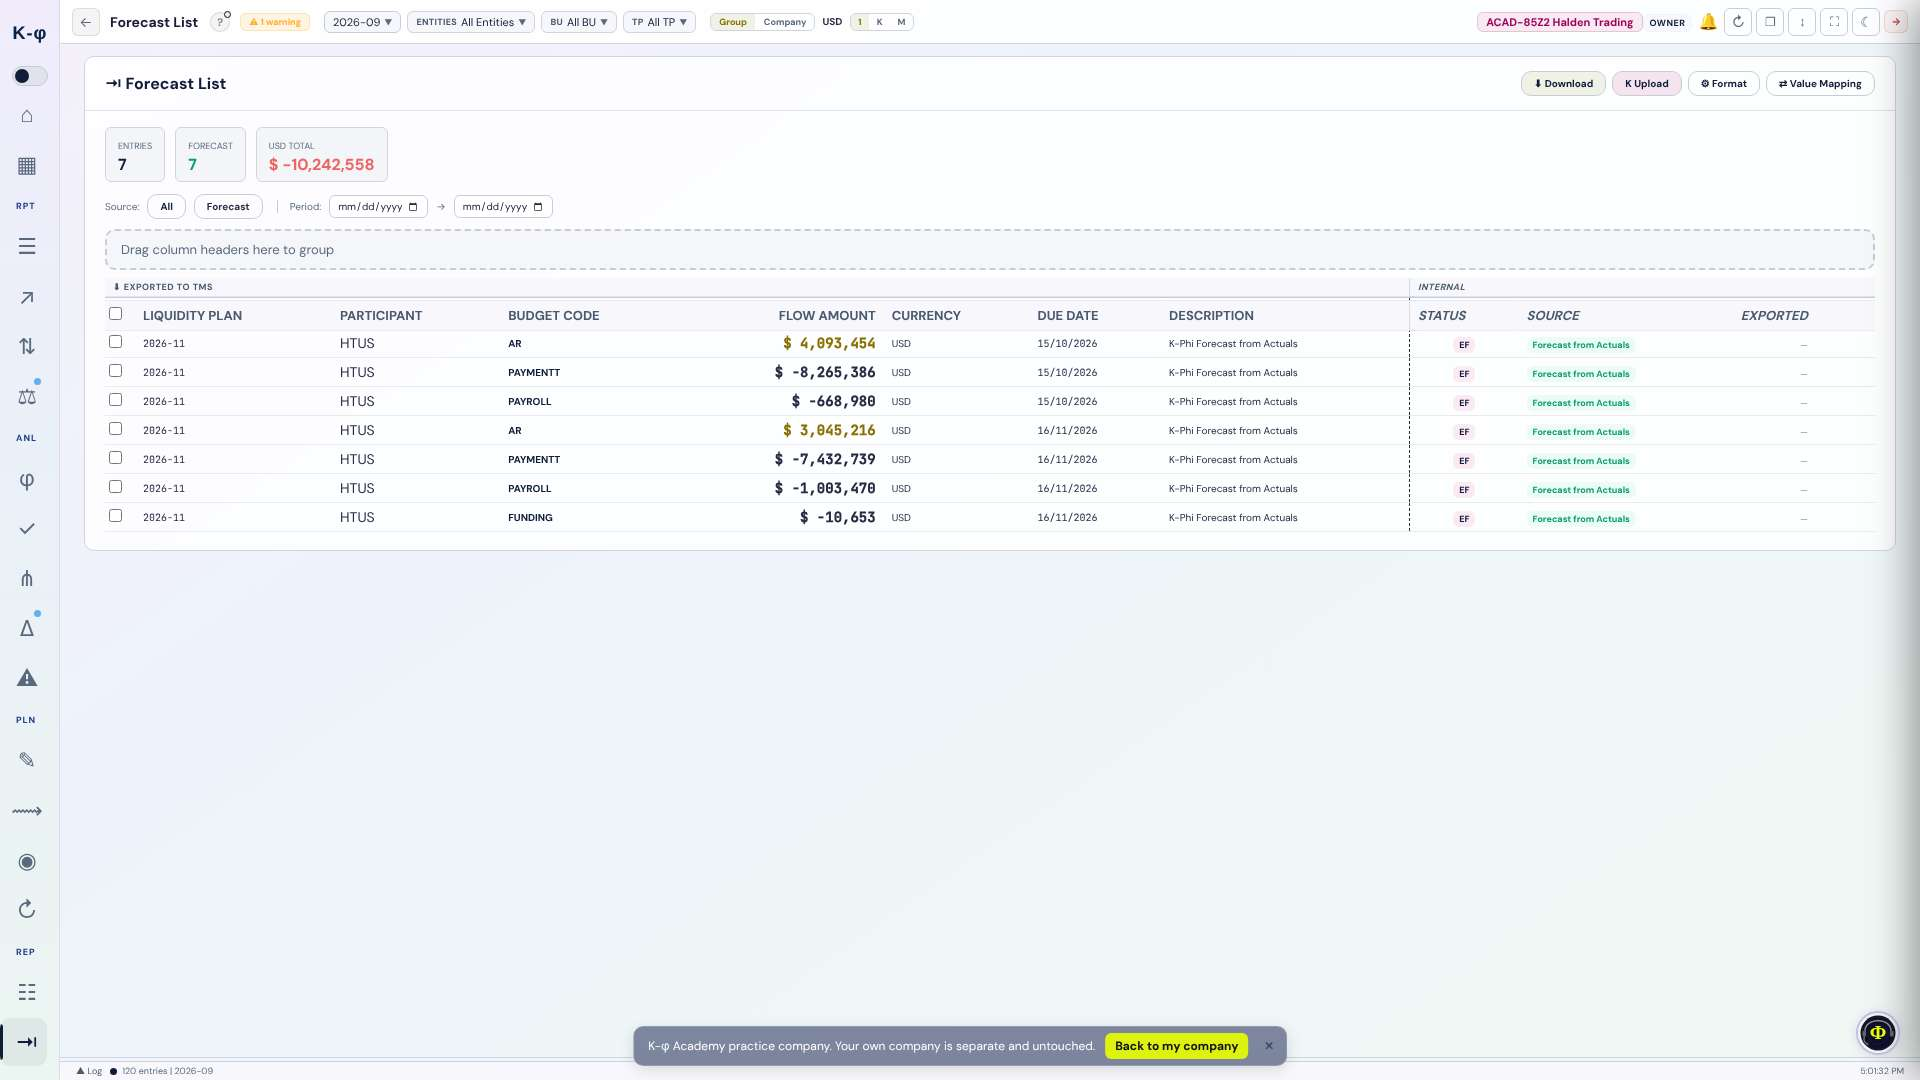 K-φ
←
Forecast List
?
⚠ 1 warning
2026-09 ▼
ENTITIES All Entities ▼
BU All BU ▼
TP All TP ▼
Group Company
USD
1 K M
ACAD-85Z2 Halden Trading
OWNER
RPT
ANL
PLN
REP
⇥ Forecast List
⬇ Download
K Upload
⚙ Format
⇄ Value Mapping
ENTRIES
7
FORECAST
7
USD TOTAL
$ -10,242,558
Source: All Forecast Period: mm/dd/yyyy → mm/dd/yyyy
Drag column headers here to group
⬇ EXPORTED TO TMS INTERNAL
LIQUIDITY PLAN PARTICIPANT BUDGET CODE FLOW AMOUNT CURRENCY DUE DATE DESCRIPTION STATUS SOURCE EXPORTED
2026-11 HTUS AR $ 4,093,454 USD 15/10/2026 K-Phi Forecast from Actuals EF Forecast from Actuals —
2026-11 HTUS PAYMENTT $ -8,265,386 USD 15/10/2026 K-Phi Forecast from Actuals EF Forecast from Actuals —
2026-11 HTUS PAYROLL $ -668,980 USD 15/10/2026 K-Phi Forecast from Actuals EF Forecast from Actuals —
2026-11 HTUS AR $ 3,045,216 USD 16/11/2026 K-Phi Forecast from Actuals EF Forecast from Actuals —
2026-11 HTUS PAYMENTT $ -7,432,739 USD 16/11/2026 K-Phi Forecast from Actuals EF Forecast from Actuals —
2026-11 HTUS PAYROLL $ -1,003,470 USD 16/11/2026 K-Phi Forecast from Actuals EF Forecast from Actuals —
2026-11 HTUS FUNDING $ -10,653 USD 16/11/2026 K-Phi Forecast from Actuals EF Forecast from Actuals —
K-φ Academy practice company. Your own company is separate and untouched. Back to my company ✕
Φ
▲ Log ● 120 entries | 2026-09
5:01:32 PM